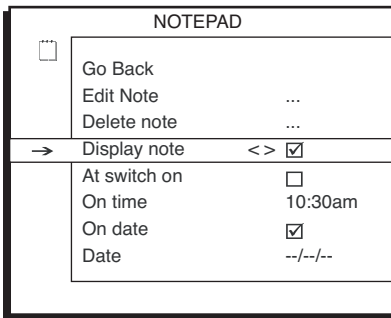 NOTEPAD
Go Back
Edit Note ...
Delete note ...
Display note < > ☑
At switch on ☐
On time 10:30am
On date ☑
Date --/--/--